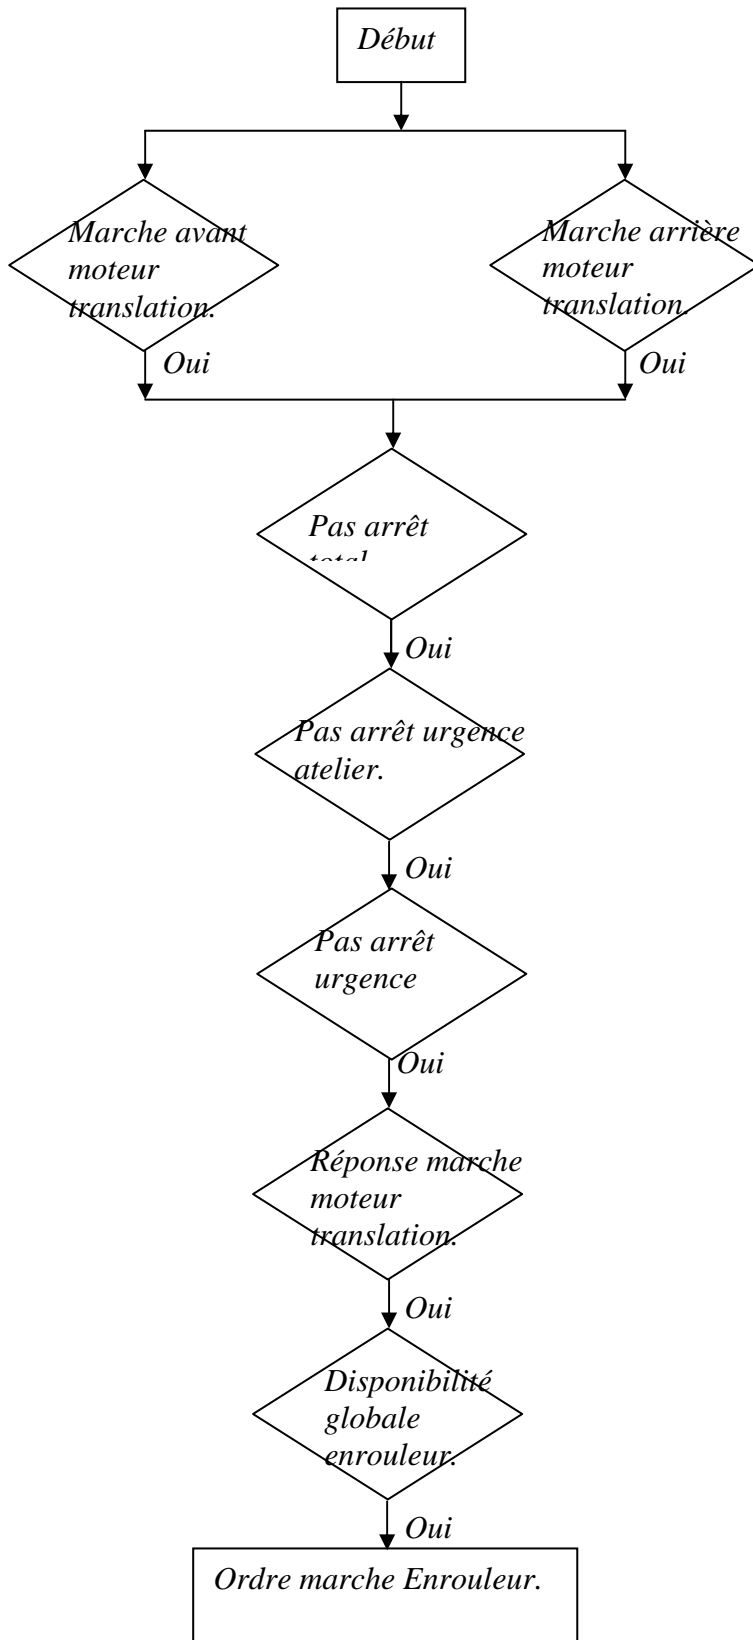 Début
Marche avant
moteur
translation.
Marche arrière
moteur
translation.
Oui
Oui
Pas arrêt
total
Oui
Pas arrêt urgence
atelier.
Oui
Pas arrêt
urgence
Oui
Réponse marche
moteur
translation.
Oui
Disponibilité
globale
enrouleur.
Oui
Ordre marche Enrouleur.